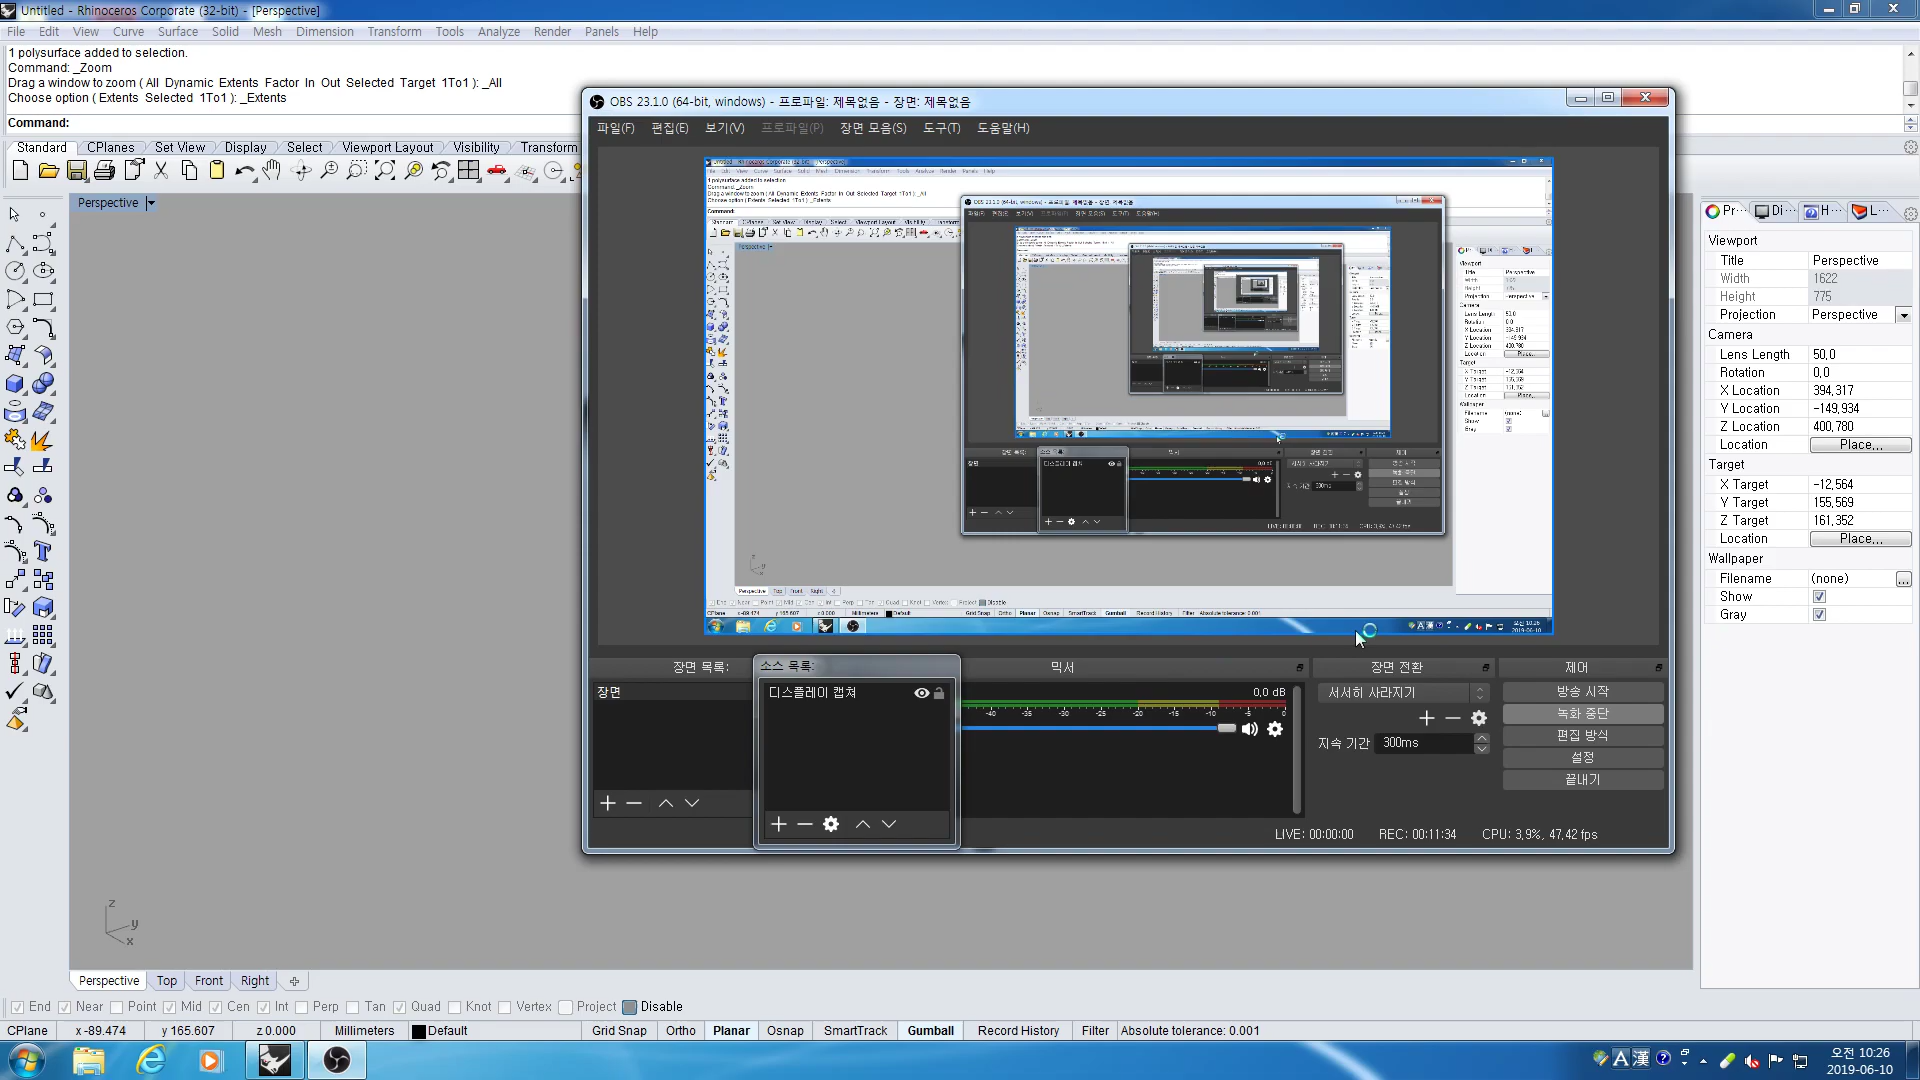 Untitled - Rhinoceros Corporate (32-bit) - [Perspective]
File Edit View Curve Surface Solid Mesh Dimension Transform Tools Analyze Render Panels Help
1 polysurface added to selection.
Command: _Zoom
Drag a window to zoom ( All Dynamic Extents Factor In Out Selected Target 1To1 ): _All
Choose option ( Extents Selected 1To1 ): _Extents
Command:
Standard CPlanes Set View Display Select Viewport Layout Visibility Transform
Perspective
OBS 23.1.0 (64-bit, windows) - 프로파일: 제목없음 - 장면: 제목없음
파일(F) 편집(E) 보기(V) 프로파일(P) 장면 모음(S) 도구(T) 도움말(H)
장면 목록:
장면
소스 목록:
디스플레이 캡쳐
믹서
0.0 dB
-40 -35 -30 -25 -20 -15 -10 -5 0
장면 전환
서서히 사라지기
지속 기간 300ms
제어
방송 시작
녹화 중단
편집 방식
설정
끝내기
LIVE: 00:00:00 REC: 00:11:34 CPU: 3.9%, 47.42 fps
Pr... Di... H... L...
Viewport
Title Perspective
Width 1622
Height 775
Projection Perspective
Camera
Lens Length 50,0
Rotation 0,0
X Location 394,317
Y Location -149,934
Z Location 400,780
Location Place...
Target
X Target -12,564
Y Target 155,569
Z Target 161,352
Location Place...
Wallpaper
Filename (none) ...
Show
Gray
z
y
x
Perspective Top Front Right
End Near Point Mid Cen Int Perp Tan Quad Knot Vertex Project Disable
CPlane x -89.474 y 165.607 z 0.000 Millimeters Default Grid Snap Ortho Planar Osnap SmartTrack Gumball Record History Filter Absolute tolerance: 0.001
A 漢
오전 10:26
2019-06-10